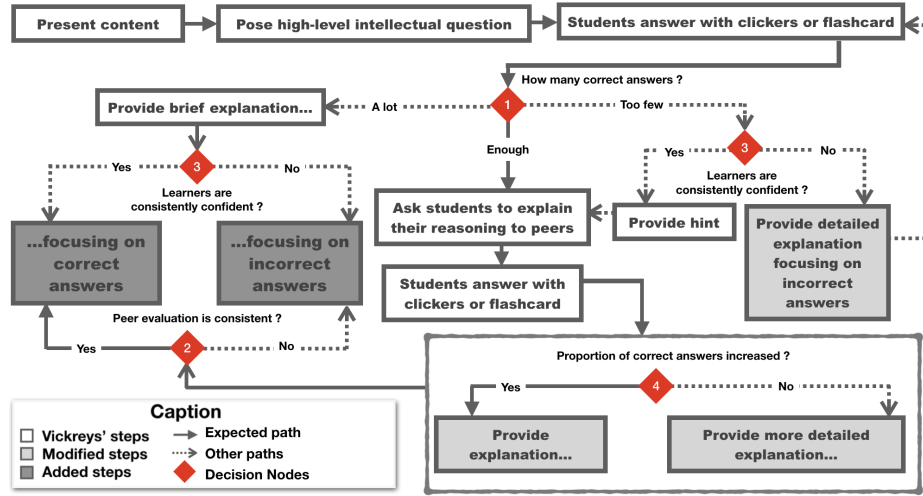 Present content
Pose high-level intellectual question
Students answer with clickers or flashcard
How many correct answers ?
Provide brief explanation...
A lot
1
Too few
Enough
Yes
3
No
Learners are
consistently confident ?
Yes
3
No
Learners are
consistently confident ?
...focusing on
correct
answers
...focusing on
incorrect
answers
Ask students to explain
their reasoning to peers
Provide hint
Provide detailed
explanation
focusing on
incorrect
answers
Students answer with
clickers or flashcard
Peer evaluation is consistent ?
Yes
2
No
Proportion of correct answers increased ?
Yes
4
No
Provide
explanation...
Provide more detailed
explanation...
Caption
Vickreys' steps
Expected path
Modified steps
Other paths
Added steps
Decision Nodes